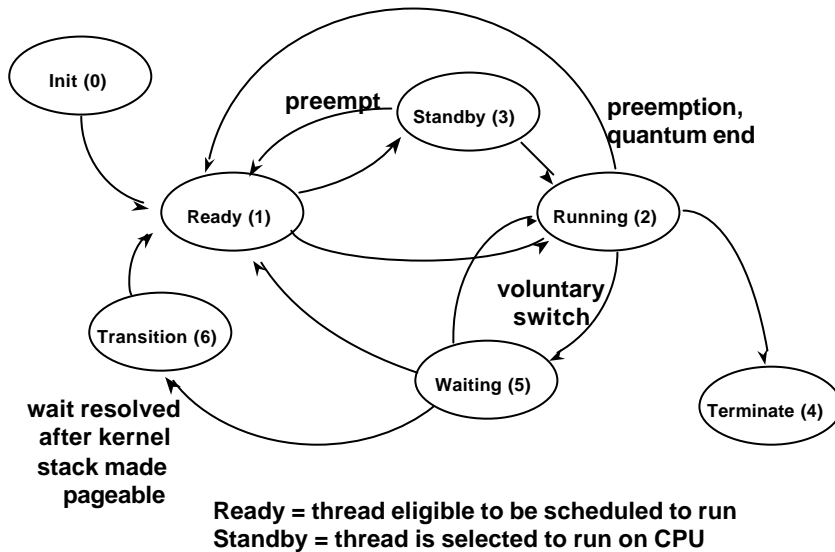 Init (0)
preempt
Standby (3)
preemption,
quantum end
Ready (1)
Running (2)
voluntary
switch
Transition (6)
Waiting (5)
Terminate (4)
wait resolved
after kernel
stack made
pageable
Ready = thread eligible to be scheduled to run
Standby = thread is selected to run on CPU